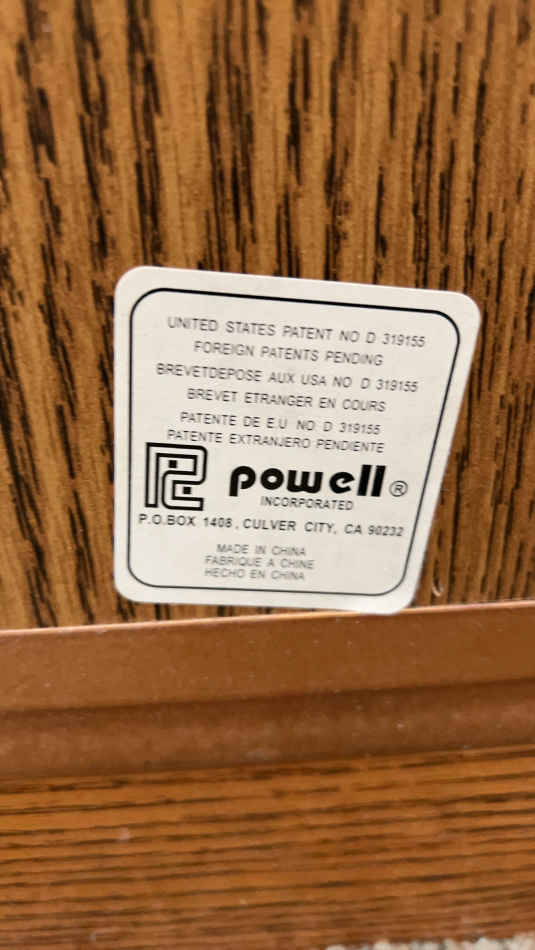 UNITED STATES PATENT NO D 319155
FOREIGN PATENTS PENDING
BREVETDEPOSE AUX USA NO D 319155
BREVET ETRANGER EN COURS
PATENTE DE E.U NO D 319155
PATENTE EXTRANJERO PENDIENTE
powell®
INCORPORATED
P.O.BOX 1408, CULVER CITY, CA 90232
MADE IN CHINA
FABRIQUE A CHINE
HECHO EN CHINA